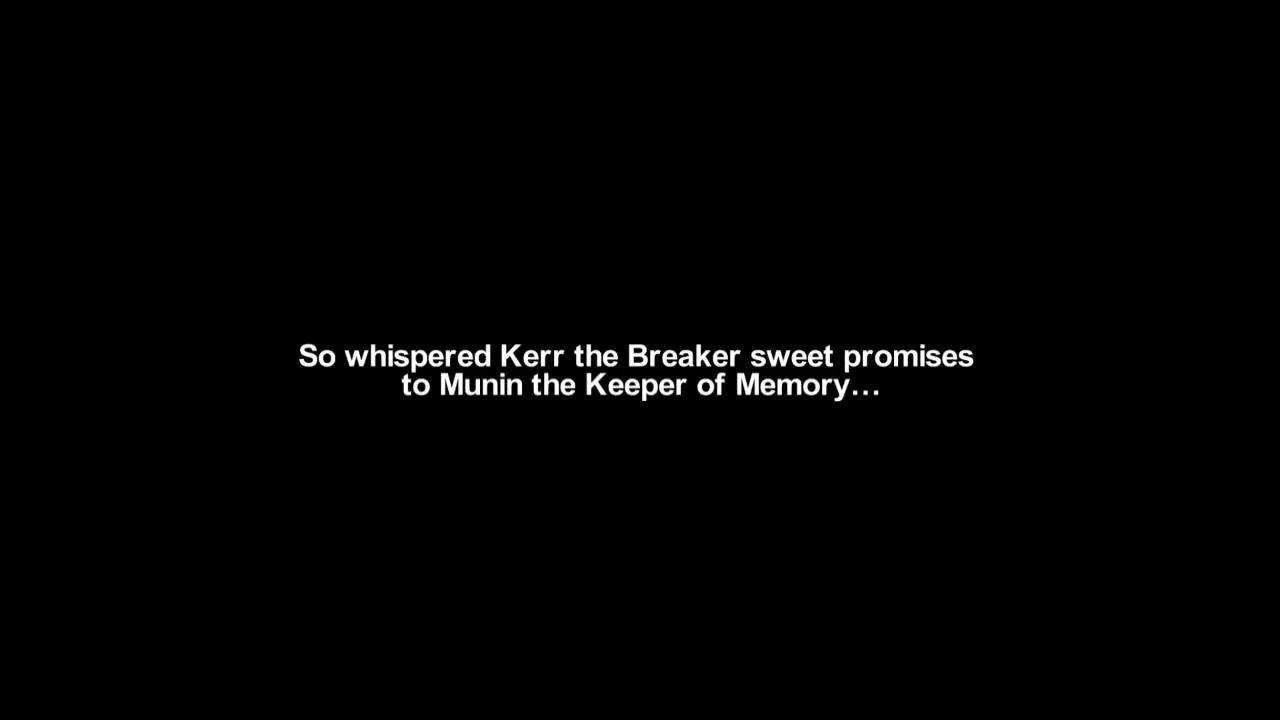 So whispered Kerr the Breaker sweet promises
to Munin the Keeper of Memory…